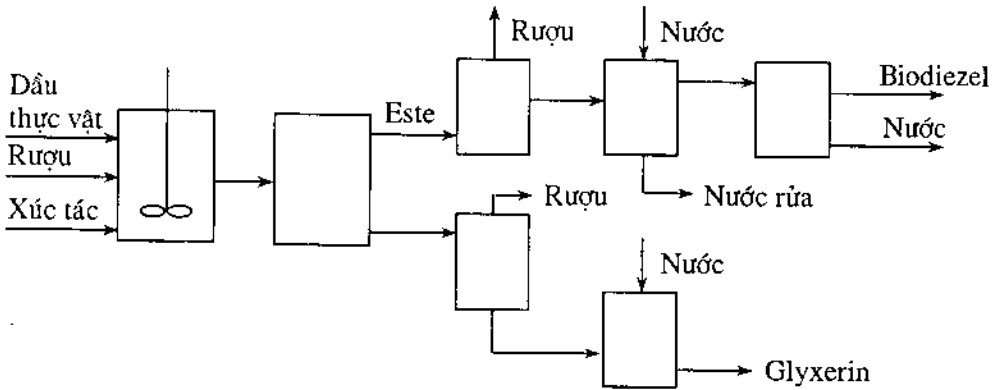 Dầu
thực vật
Rượu
Xúc tác
Este
Rượu
Nước
Biodiezel
Nước
Nước rửa
Rượu
Nước
Glyxerin